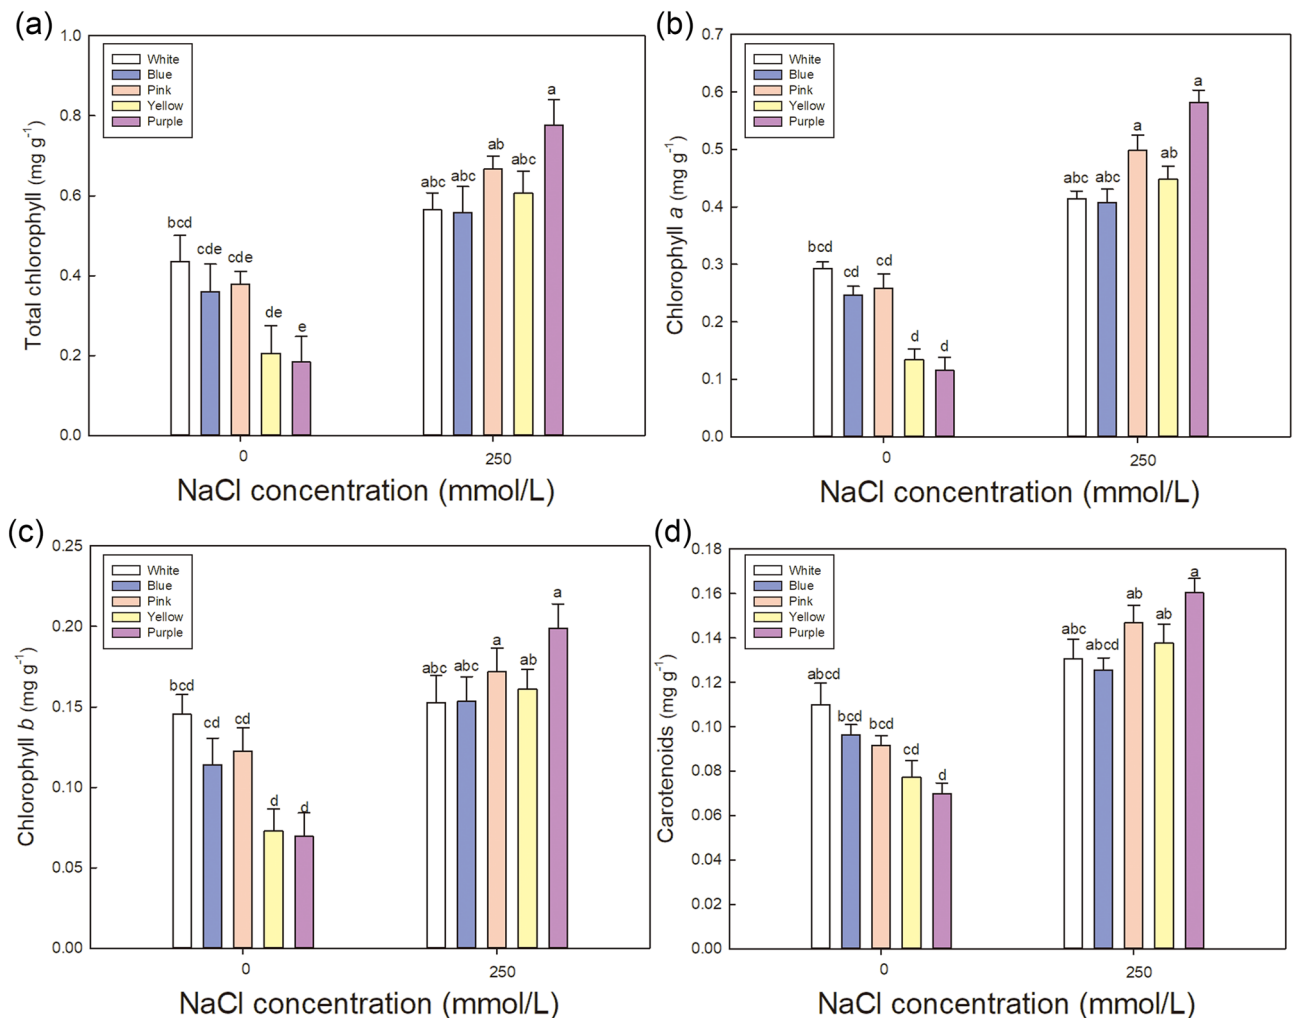 (a)
1.0
White
Blue
Pink
Yellow
Purple
0.8
0.6
0.4
0.2
0.0
Total chlorophyll (mg g-1)
bcd
cde
cde
de
e
abc
abc
ab
abc
a
0
250
NaCl concentration (mmol/L)
(b)
0.7
White
Blue
Pink
Yellow
Purple
0.6
0.5
0.4
0.3
0.2
0.1
0.0
Chlorophyll a (mg g-1)
bcd
cd
cd
d
d
abc
abc
a
ab
a
0
250
NaCl concentration (mmol/L)
(c)
0.25
White
Blue
Pink
Yellow
Purple
0.20
0.15
0.10
0.05
0.00
Chlorophyll b (mg g-1)
bcd
cd
cd
d
d
abc
abc
a
ab
a
0
250
NaCl concentration (mmol/L)
(d)
0.18
White
Blue
Pink
Yellow
Purple
0.16
0.14
0.12
0.10
0.08
0.06
0.04
0.02
0.00
Carotenoids (mg g-1)
abcd
bcd
bcd
cd
d
abc
abcd
ab
ab
a
0
250
NaCl concentration (mmol/L)